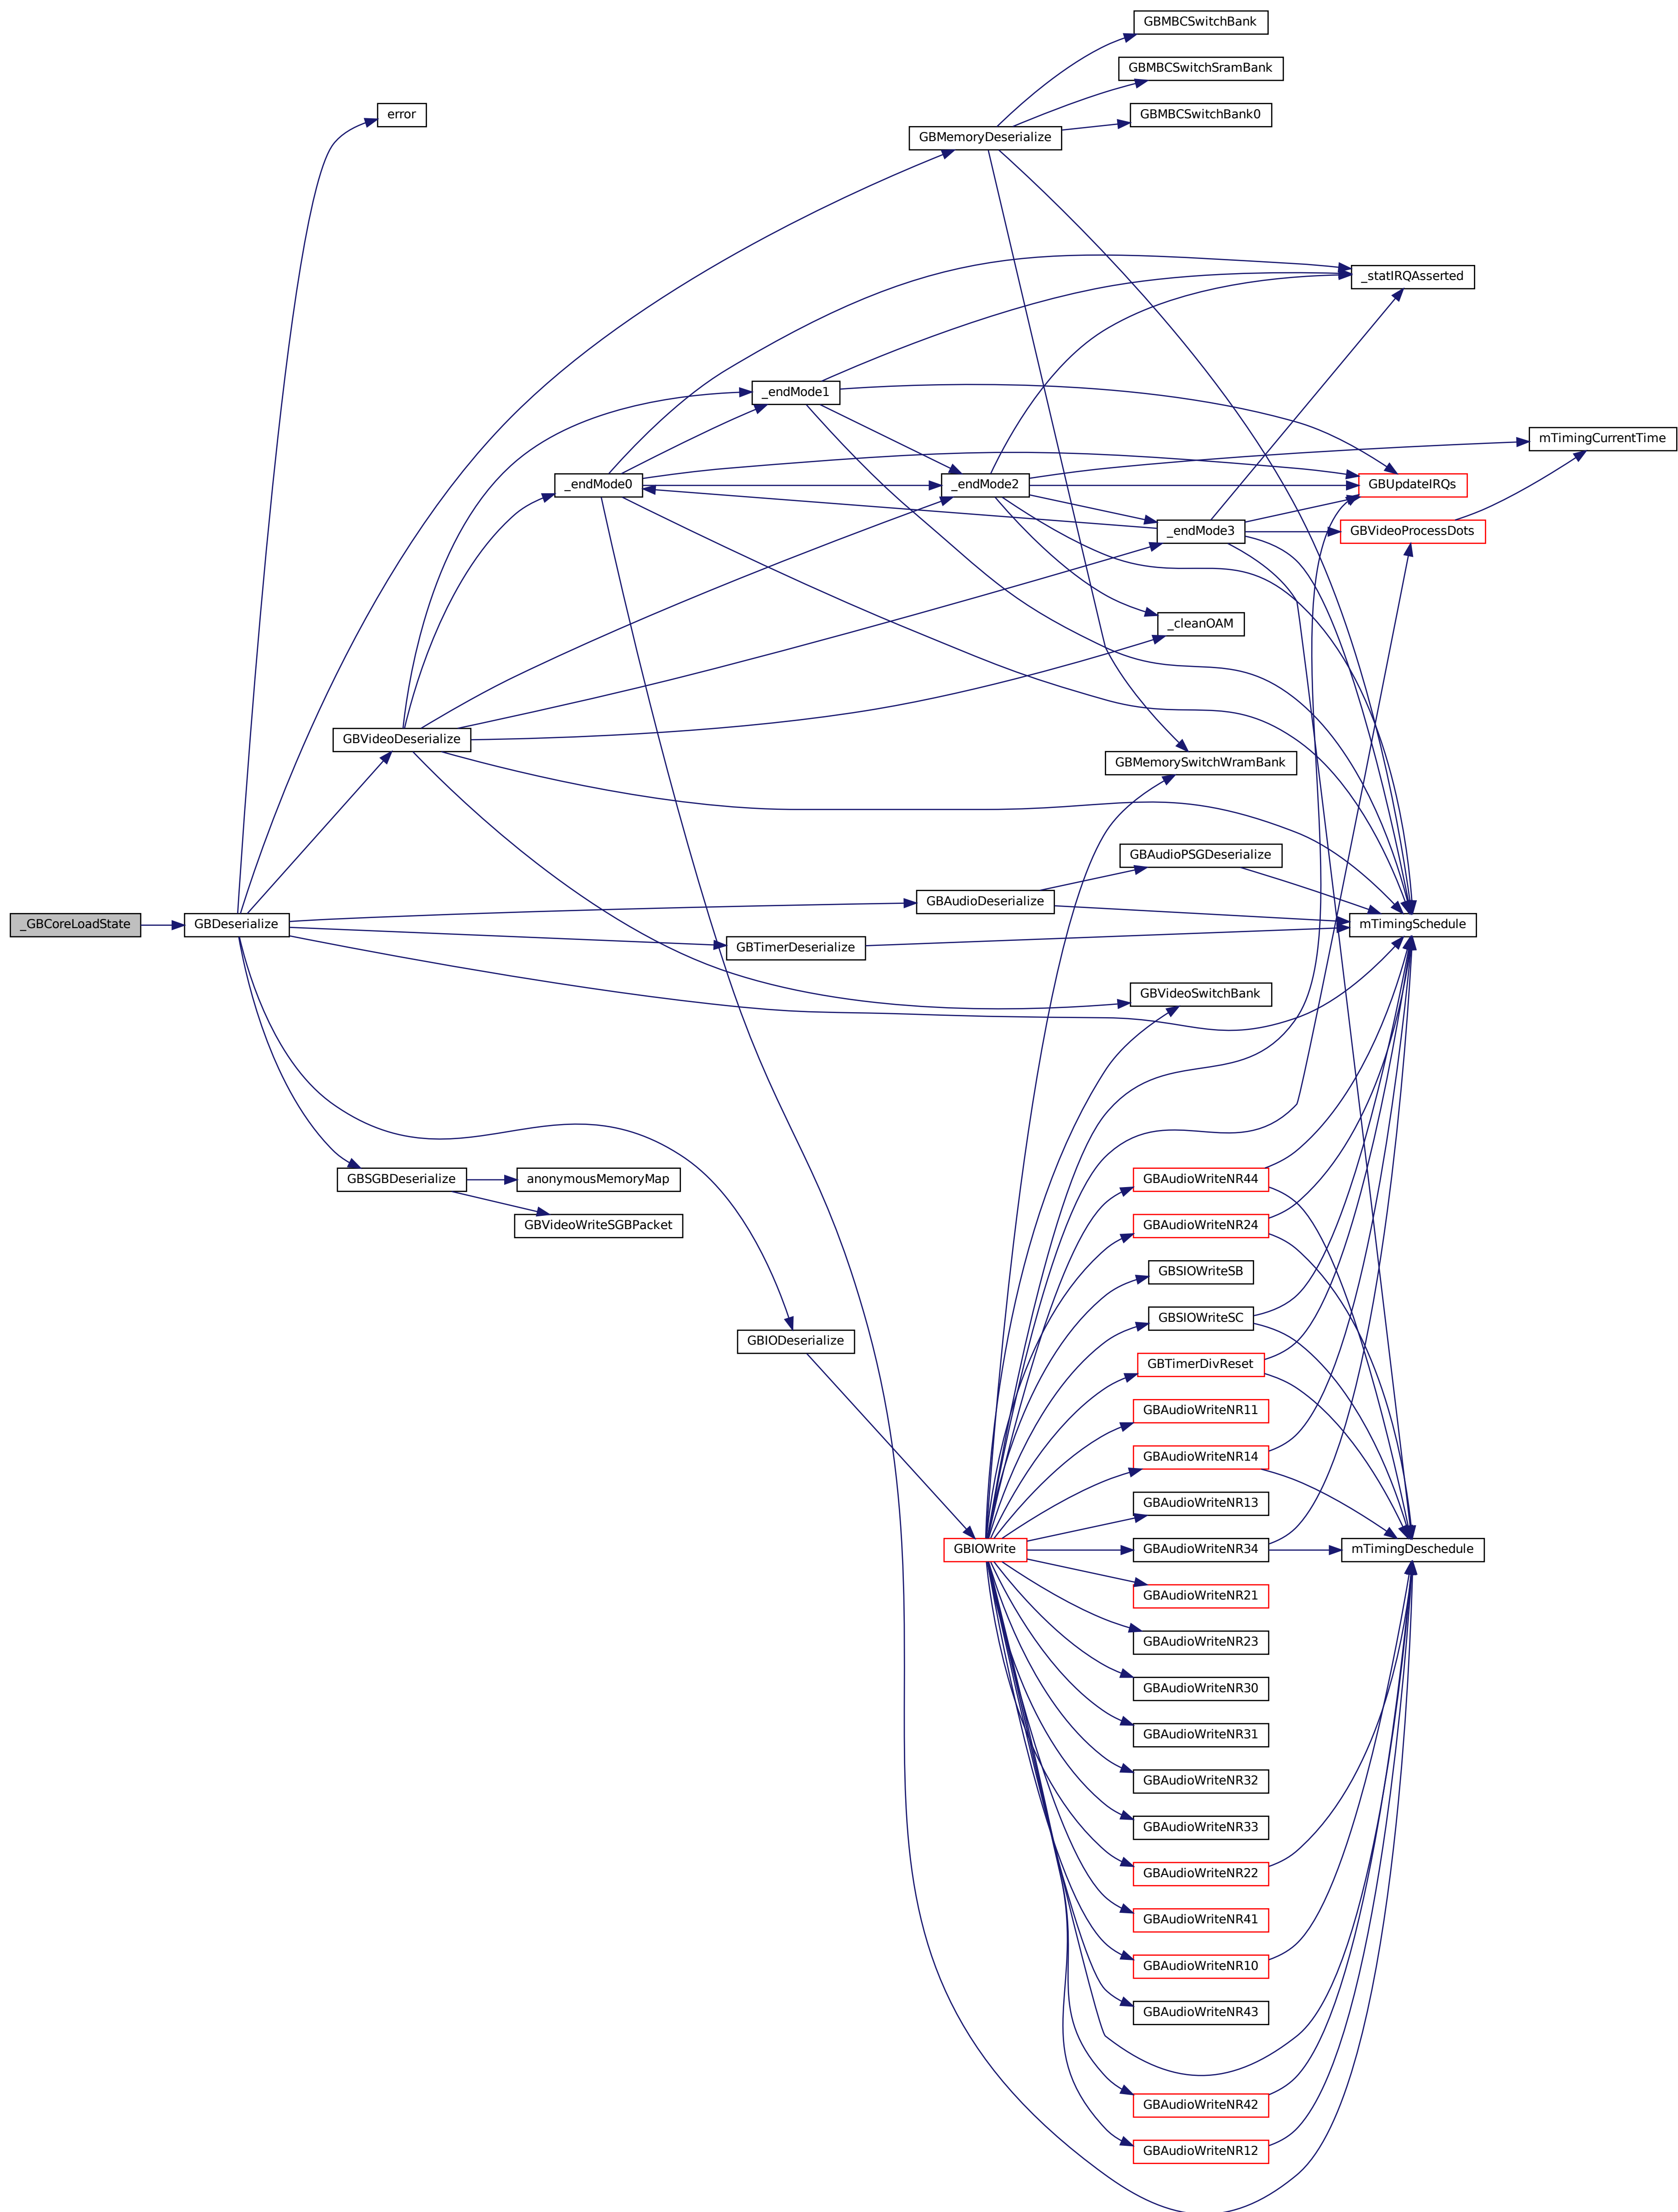 GBMBCSwitchBank
GBMBCSwitchSramBank
error
GBMBCSwitchBank0
GBMemoryDeserialize
_statIRQAsserted
_endMode1
mTimingCurrentTime
_endMode0
_endMode2
GBUpdateIRQs
_endMode3
GBVideoProcessDots
_cleanOAM
GBVideoDeserialize
GBMemorySwitchWramBank
GBAudioPSGDeserialize
GBAudioDeserialize
_GBCoreLoadState
GBDeserialize
mTimingSchedule
GBTimerDeserialize
GBVideoSwitchBank
GBSGBDeserialize
anonymousMemoryMap
GBAudioWriteNR44
GBVideoWriteSGBPacket
GBAudioWriteNR24
GBSIOWriteSB
GBSIOWriteSC
GBIODeserialize
GBTimerDivReset
GBAudioWriteNR11
GBAudioWriteNR14
GBAudioWriteNR13
GBIOWrite
GBAudioWriteNR34
mTimingDeschedule
GBAudioWriteNR21
GBAudioWriteNR23
GBAudioWriteNR30
GBAudioWriteNR31
GBAudioWriteNR32
GBAudioWriteNR33
GBAudioWriteNR22
GBAudioWriteNR41
GBAudioWriteNR10
GBAudioWriteNR43
GBAudioWriteNR42
GBAudioWriteNR12